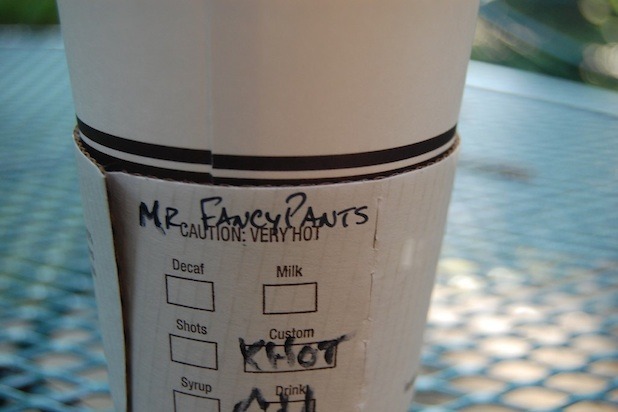 MR FANCYPANTS
CAUTION: VERY HOT
Decaf Milk
Shots Custom
XHOT
Syrup Drink